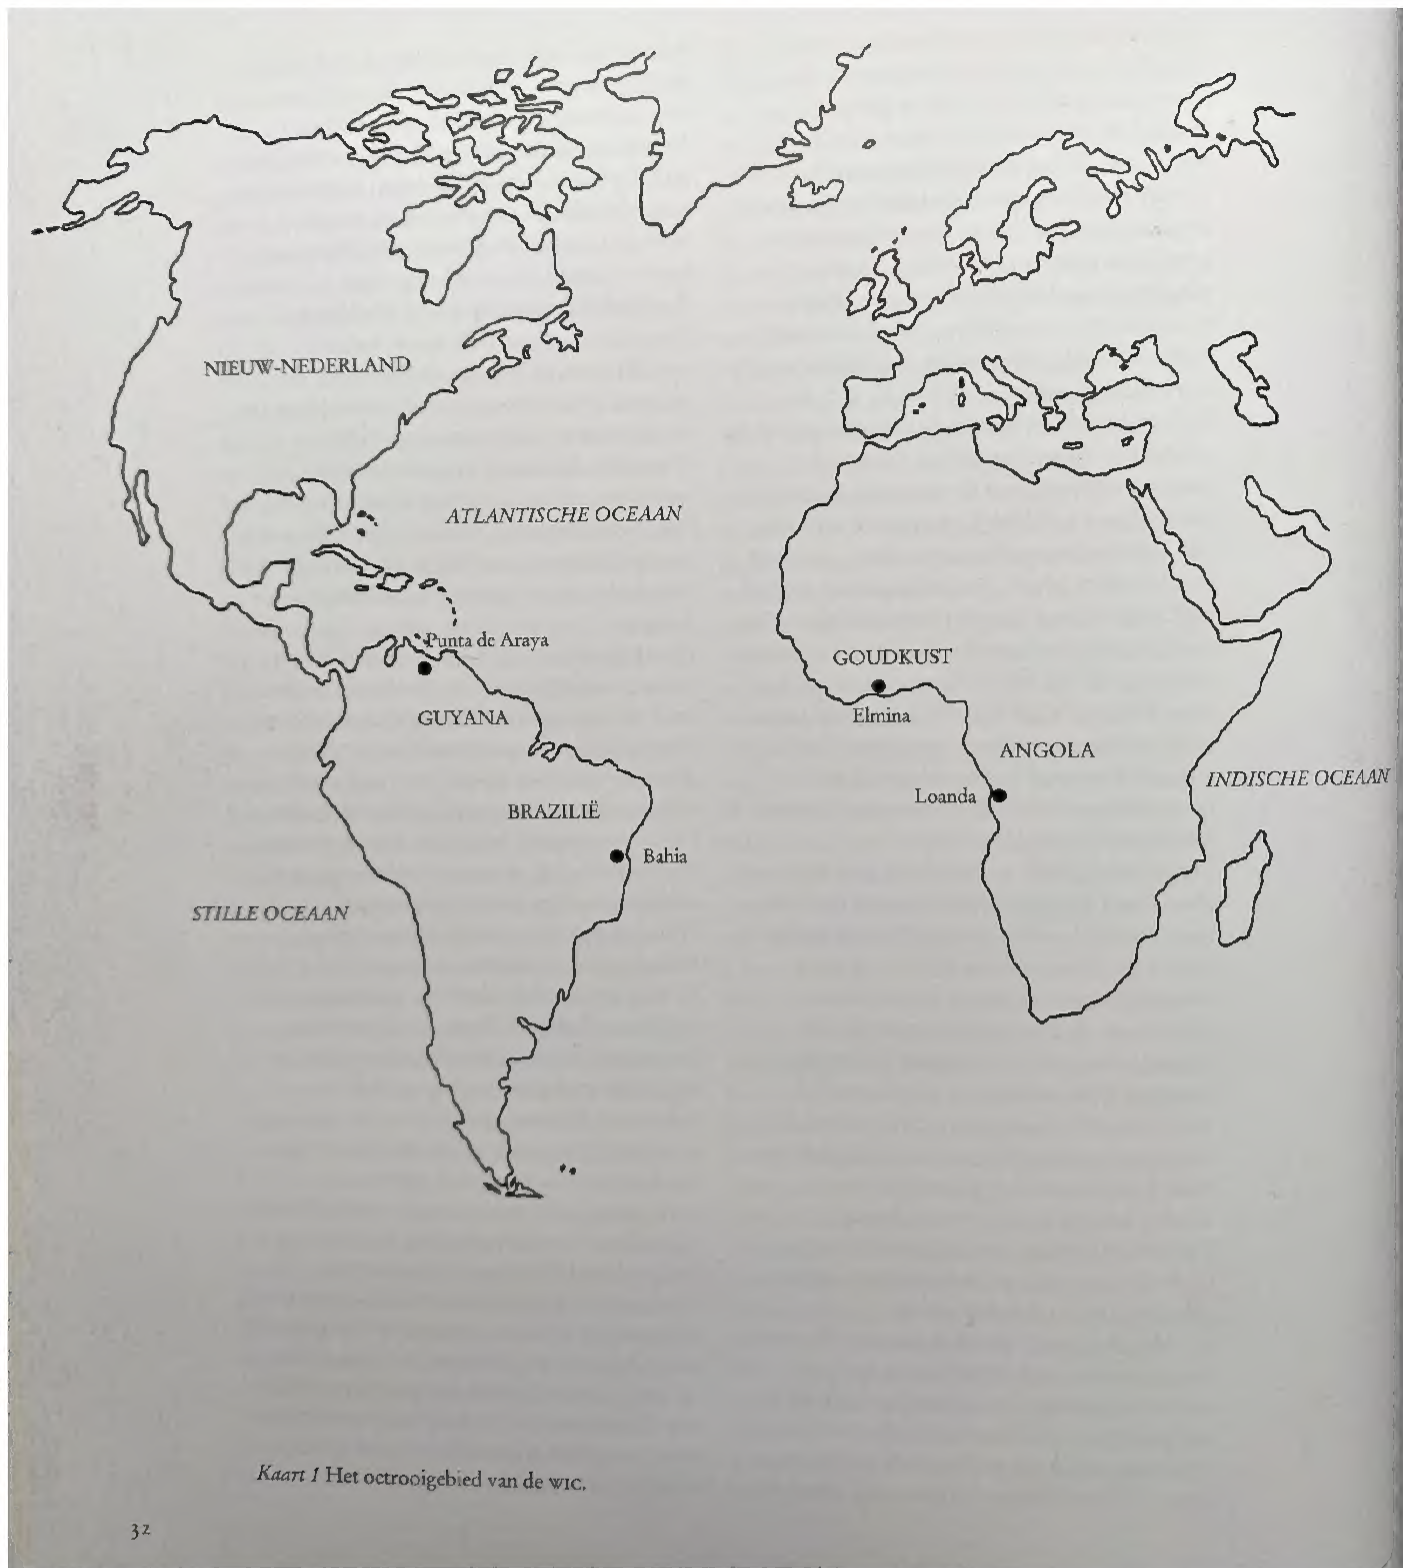 NIEUW-NEDERLAND
ATLANTISCHE OCEAAN
Punta de Araya
GOUDKUST
GUYANA
Elmina
ANGOLA
INDISCHE OCEAAN
Loanda
BRAZILIË
Bahia
STILLE OCEAAN
Kaart 1 Het octrooigebied van de WIC.
32